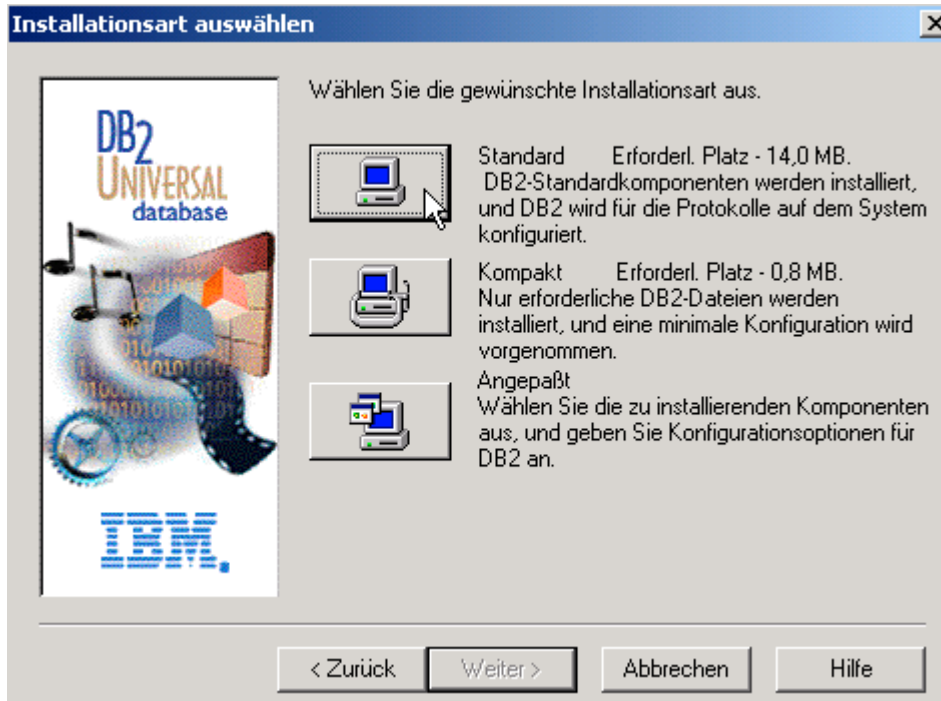 Installationsart auswählen
Wählen Sie die gewünschte Installationsart aus.
DB2
UNIVERSAL
database
IBM.
Standard Erforderl. Platz - 14,0 MB.
DB2-Standardkomponenten werden installiert,
und DB2 wird für die Protokolle auf dem System
konfiguriert.
Kompakt Erforderl. Platz - 0,8 MB.
Nur erforderliche DB2-Dateien werden
installiert, und eine minimale Konfiguration wird
vorgenommen.
Angepaßt
Wählen Sie die zu installierenden Komponenten
aus, und geben Sie Konfigurationsoptionen für
DB2 an.
< Zurück Weiter > Abbrechen Hilfe